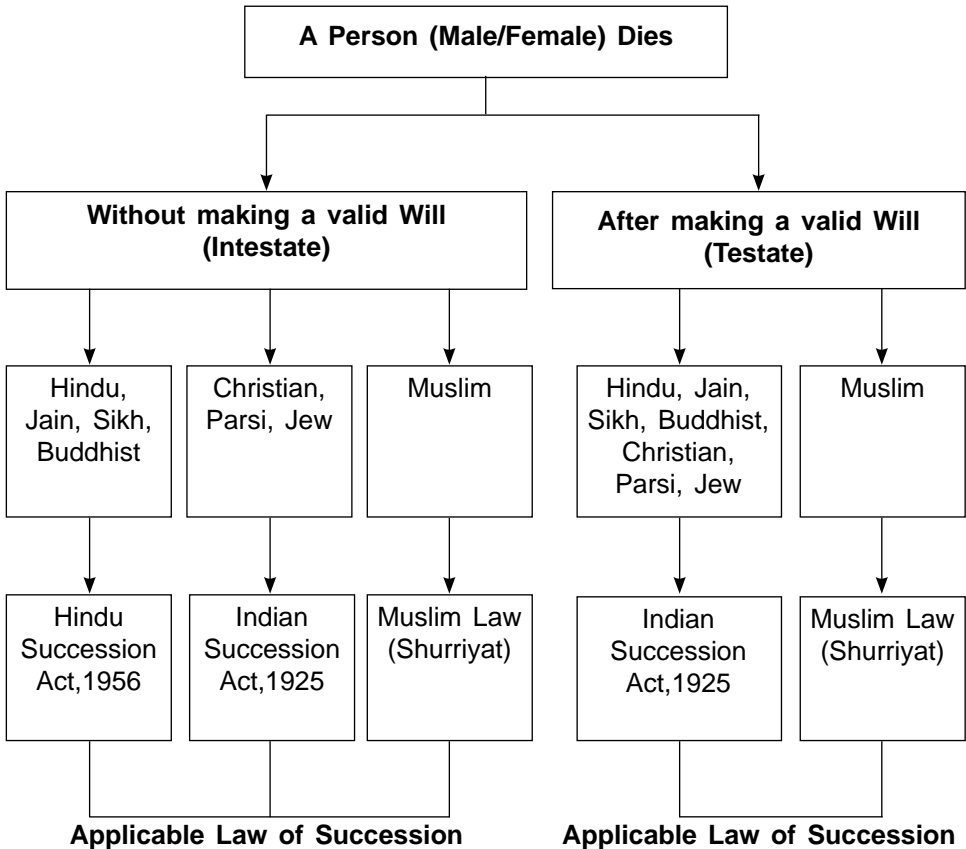 A Person (Male/Female) Dies
Without making a valid Will
(Intestate)
After making a valid Will
(Testate)
Hindu,
Jain, Sikh,
Buddhist
Christian,
Parsi, Jew
Muslim
Hindu, Jain,
Sikh, Buddhist,
Christian,
Parsi, Jew
Muslim
Hindu
Succession
Act,1956
Indian
Succession
Act,1925
Muslim Law
(Shurriyat)
Indian
Succession
Act,1925
Muslim Law
(Shurriyat)
Applicable Law of Succession
Applicable Law of Succession